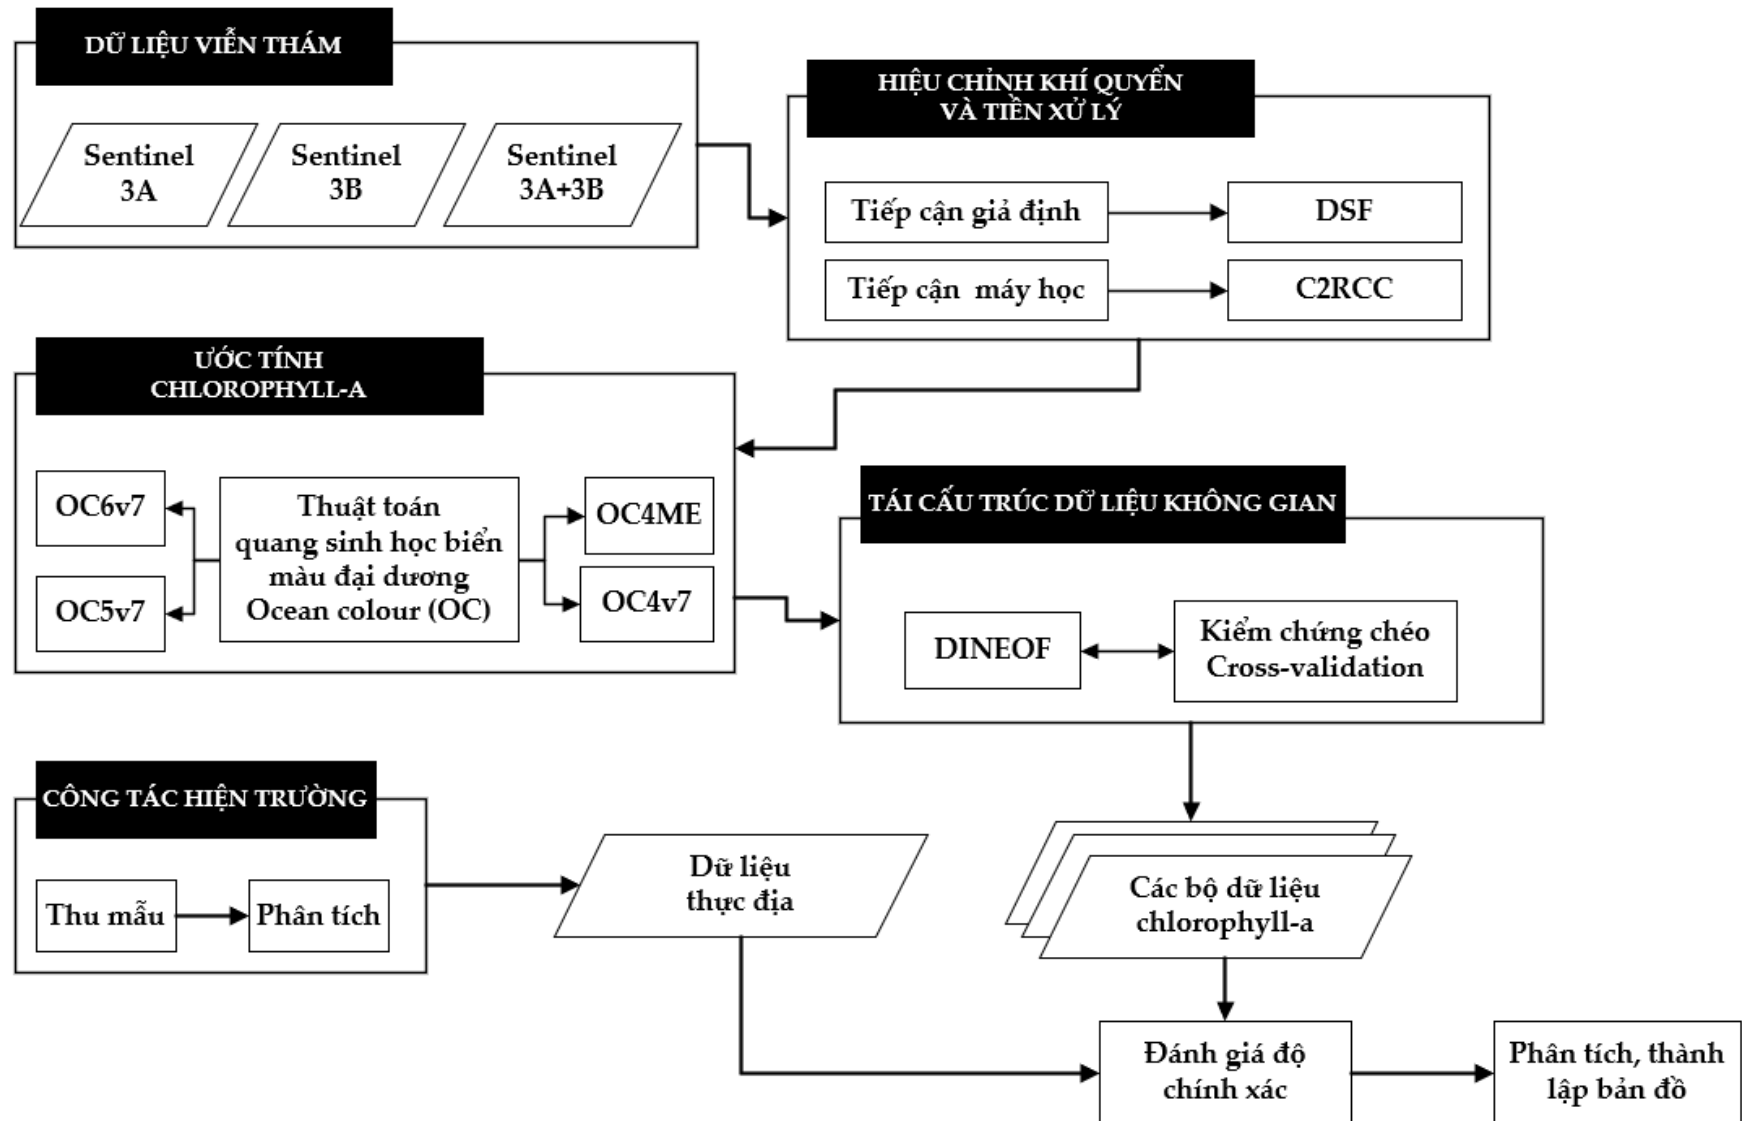 DỮ LIỆU VIỄN THÁM
Sentinel
3A
Sentinel
3B
Sentinel
3A+3B
HIỆU CHỈNH KHÍ QUYỂN
VÀ TIỀN XỬ LÝ
Tiếp cận giả định
DSF
Tiếp cận máy học
C2RCC
ƯỚC TÍNH
CHLOROPHYLL-A
OC6v7
OC5v7
Thuật toán
quang sinh học biển
màu đại dương
Ocean colour (OC)
OC4ME
OC4v7
TÁI CẤU TRÚC DỮ LIỆU KHÔNG GIAN
DINEOF
Kiểm chứng chéo
Cross-validation
CÔNG TÁC HIỆN TRƯỜNG
Thu mẫu
Phân tích
Dữ liệu
thực địa
Các bộ dữ liệu
chlorophyll-a
Đánh giá độ
chính xác
Phân tích, thành
lập bản đồ